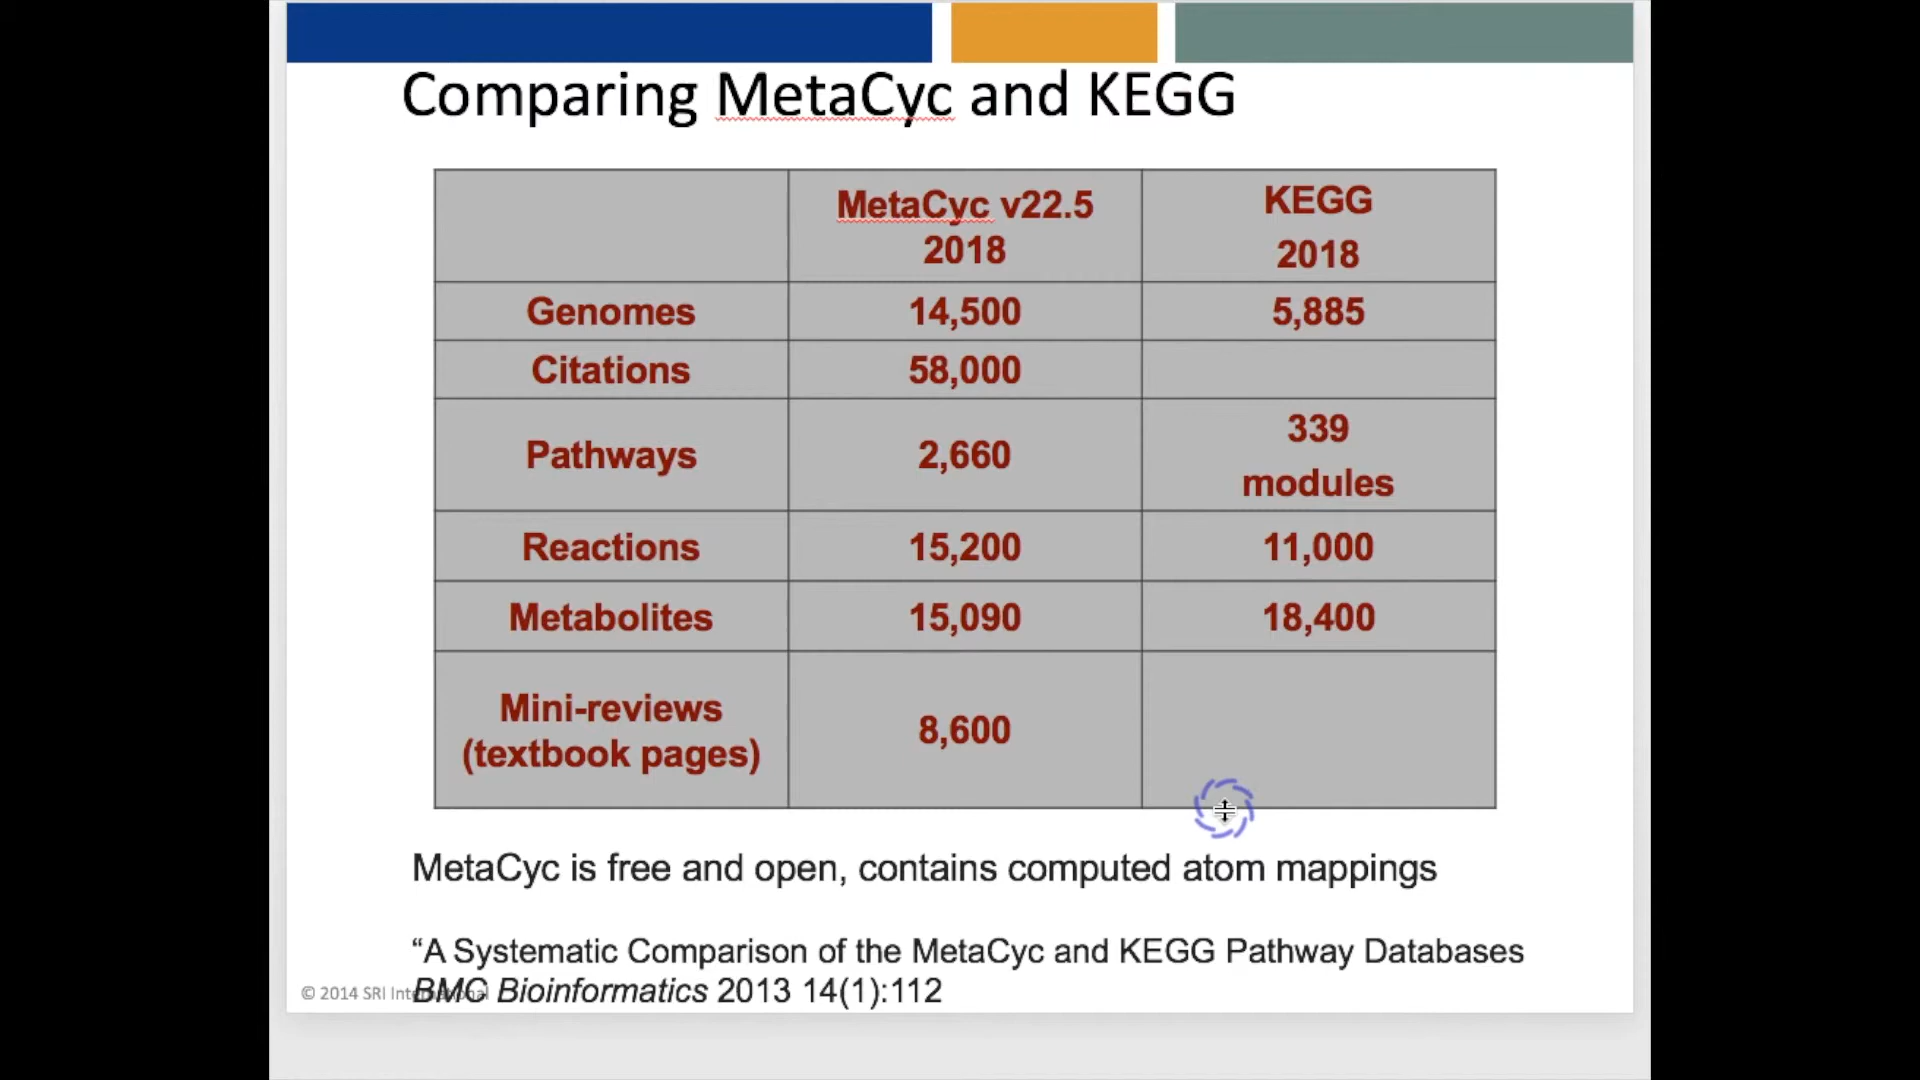 Comparing MetaCyc and KEGG
MetaCyc v22.5
2018
KEGG
2018
Genomes
14,500
5,885
Citations
58,000
Pathways
2,660
339
modules
Reactions
15,200
11,000
Metabolites
15,090
18,400
Mini-reviews
(textbook pages)
8,600
MetaCyc is free and open, contains computed atom mappings
“A Systematic Comparison of the MetaCyc and KEGG Pathway Databases
BMC Bioinformatics 2013 14(1):112
© 2014 SRI International